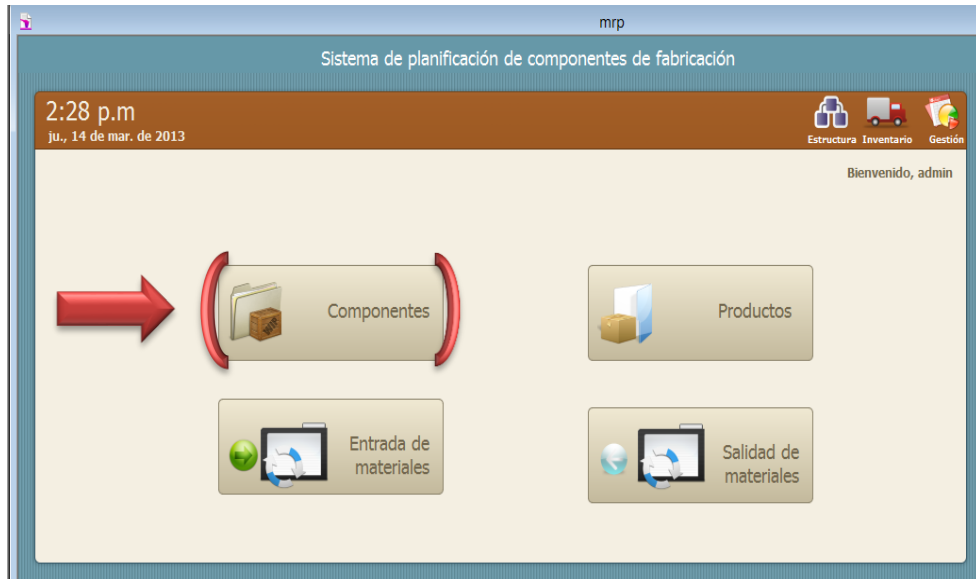 mrp
Sistema de planificación de componentes de fabricación
2:28 p.m
ju., 14 de mar. de 2013
Estructura Inventario Gestión
Bienvenido, admin
Componentes
Productos
Entrada de
materiales
Salidad de
materiales